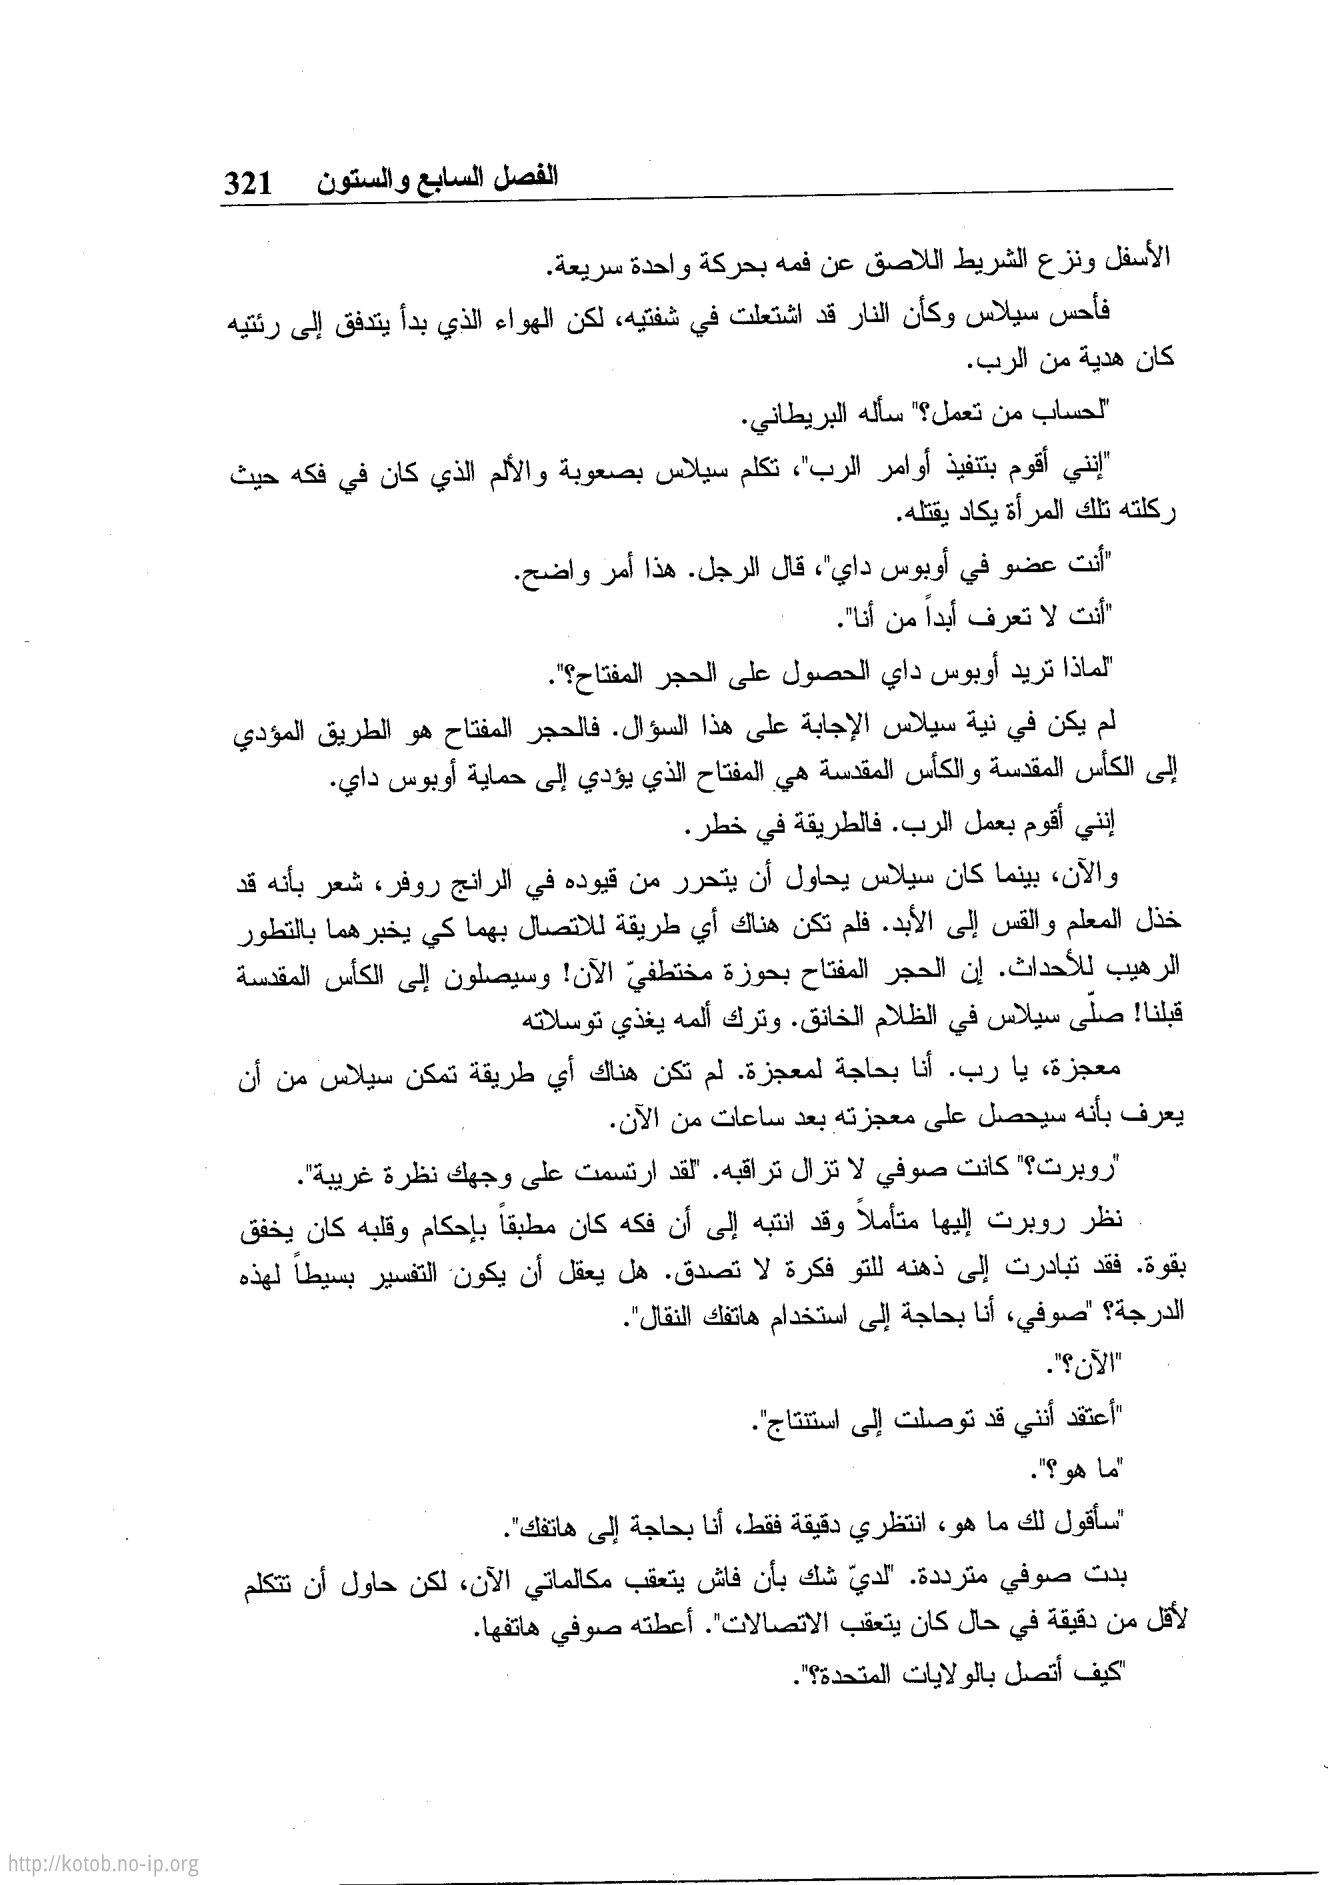 الفصل السابع والستون 321
الأسفل ونزع الشريط اللاصق عن فمه بحركة واحدة سريعة.
فأحس سيلاس وكأن النار قد اشتعلت في شفتيه، لكن الهواء الذي بدأ يتدفق إلى رئتيه
كان هدية من الرب.
"لحساب من تعمل؟" سأله البريطاني.
"إنني أقوم بتنفيذ أوامر الرب"، تكلم سيلاس بصعوبة والألم الذي كان في فكه حيث
ركلته تلك المرأة يكاد يقتله.
"أنت عضو في أوبوس داي"، قال الرجل. هذا أمر واضح.
"أنت لا تعرف أبداً من أنا".
"لماذا تريد أوبوس داي الحصول على الحجر المفتاح؟".
لم يكن في نية سيلاس الإجابة على هذا السؤال. فالحجر المفتاح هو الطريق المؤدي
إلى الكأس المقدسة والكأس المقدسة هي المفتاح الذي يؤدي إلى حماية أوبوس داي.
إنني أقوم بعمل الرب. فالطريقة في خطر.
والآن، بينما كان سيلاس يحاول أن يتحرر من قيوده في الرانج روفر، شعر بأنه قد
خذل المعلم والقس إلى الأبد. فلم تكن هناك أي طريقة للاتصال بهما كي يخبرهما بالتطور
الرهيب للأحداث. إن الحجر المفتاح بحوزة مختطفيّ الآن! وسيصلون إلى الكأس المقدسة
قبلنا! صلّى سيلاس في الظلام الخانق. وترك ألمه يغذي توسلاته
معجزة، يا رب. أنا بحاجة لمعجزة. لم تكن هناك أي طريقة تمكن سيلاس من أن
يعرف بأنه سيحصل على معجزته بعد ساعات من الآن.
"روبرت؟" كانت صوفي لا تزال تراقبه. "لقد ارتسمت على وجهك نظرة غريبة".
نظر روبرت إليها متأملاً وقد انتبه إلى أن فكه كان مطبقاً بإحكام وقلبه كان يخفق
بقوة. فقد تبادرت إلى ذهنه للتو فكرة لا تصدق. هل يعقل أن يكون التفسير بسيطاً لهذه
الدرجة؟ "صوفي، أنا بحاجة إلى استخدام هاتفك النقال".
"الآن؟".
"أعتقد أنني قد توصلت إلى استنتاج".
"ما هو؟".
"سأقول لك ما هو، انتظري دقيقة فقط، أنا بحاجة إلى هاتفك".
بدت صوفي مترددة. "لديّ شك بأن فاش يتعقب مكالماتي الآن، لكن حاول أن تتكلم
لأقل من دقيقة في حال كان يتعقب الاتصالات". أعطته صوفي هاتفها.
"كيف أتصل بالولايات المتحدة؟".
http://kotob.no-ip.org